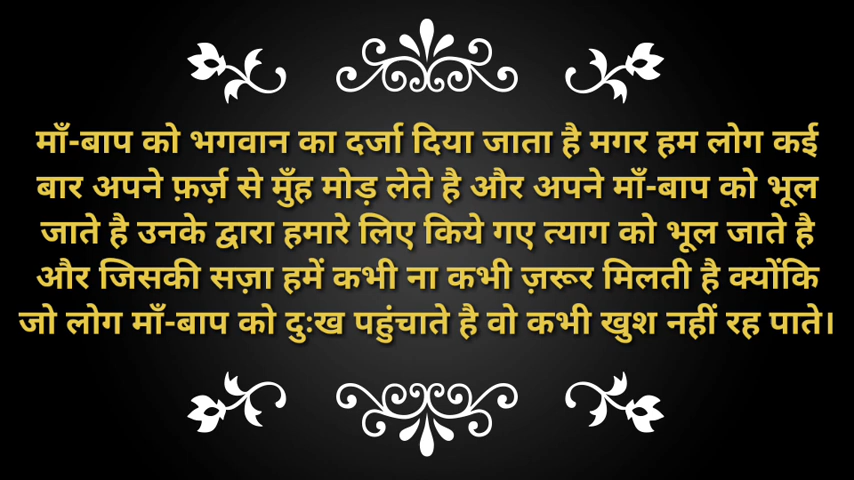 माँ-बाप को भगवान का दर्जा दिया जाता है मगर हम लोग कई
बार अपने फ़र्ज़ से मुँह मोड़ लेते है और अपने माँ-बाप को भूल
जाते है उनके द्वारा हमारे लिए किये गए त्याग को भूल जाते है
और जिसकी सज़ा हमें कभी ना कभी ज़रूर मिलती है क्योंकि
जो लोग माँ-बाप को दुःख पहुंचाते है वो कभी खुश नहीं रह पाते।